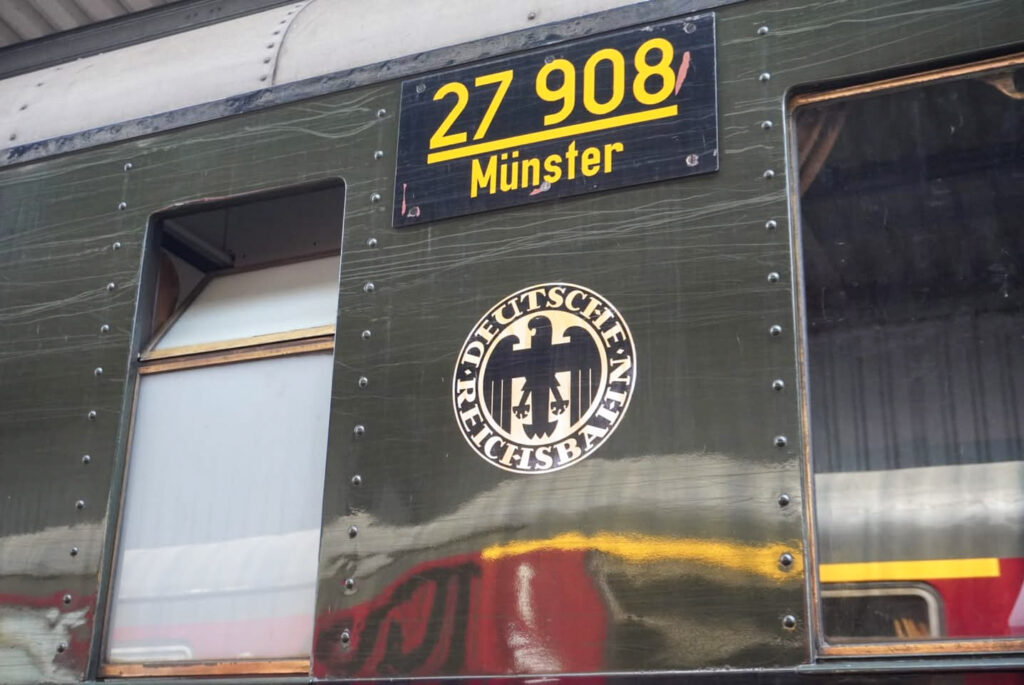 27 908
Münster
DEUTSCHE
REICHSBAHN